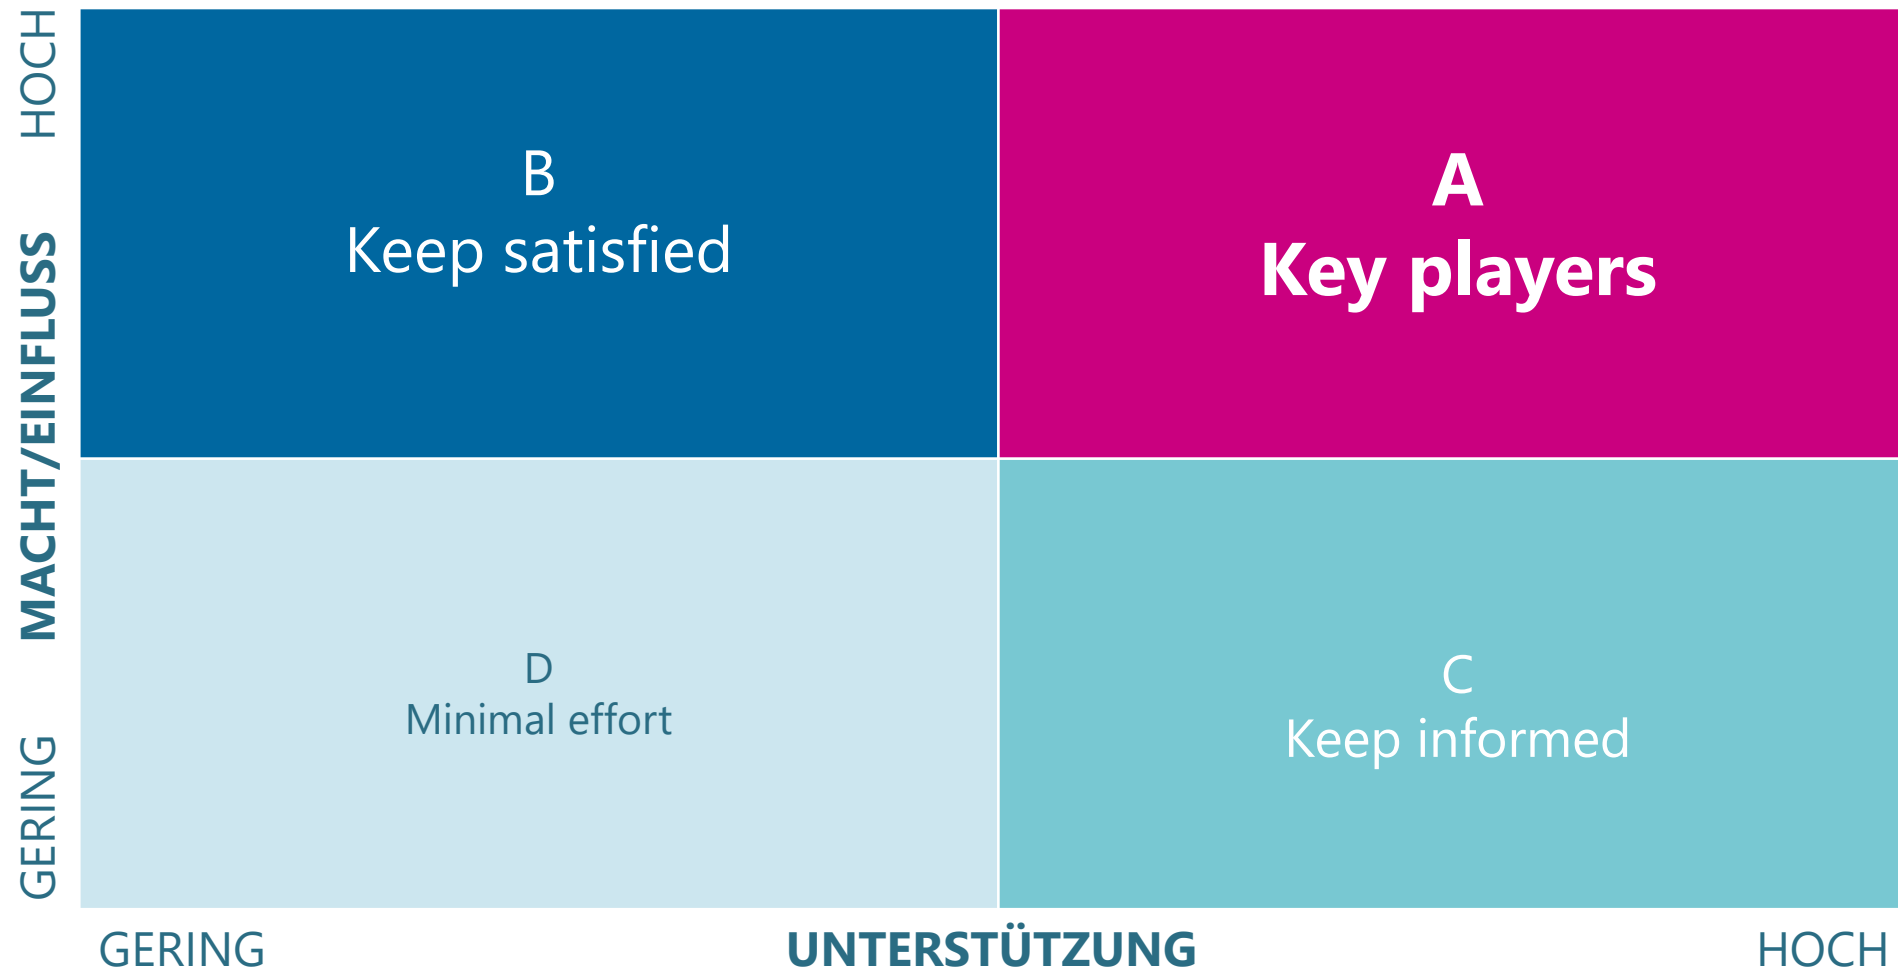 HOCH
MACHT/EINFLUSS
GERING
B
Keep satisfied
A
Key players
D
Minimal effort
C
Keep informed
GERING
UNTERSTÜTZUNG
HOCH